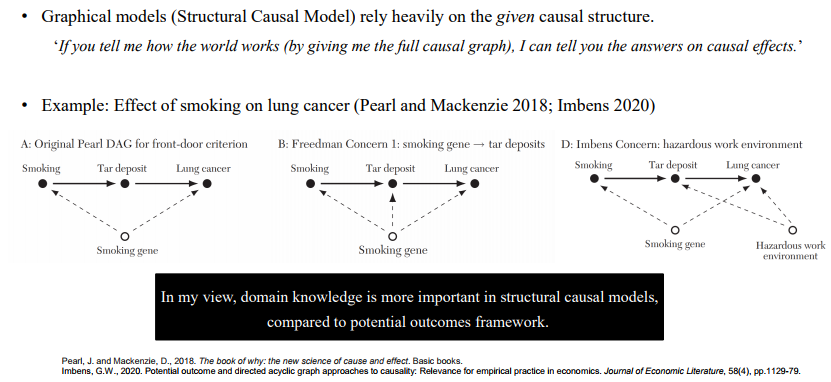 • Graphical models (Structural Causal Model) rely heavily on the given causal structure.
'If you tell me how the world works (by giving me the full causal graph), I can tell you the answers on causal effects.'
• Example: Effect of smoking on lung cancer (Pearl and Mackenzie 2018; Imbens 2020)
A: Original Pearl DAG for front-door criterion
Smoking Tar deposit Lung cancer
Smoking gene
B: Freedman Concern 1: smoking gene → tar deposits
Smoking Tar deposit Lung cancer
Smoking gene
D: Imbens Concern: hazardous work environment
Smoking Tar deposit Lung cancer
Smoking gene
Hazardous work
environment
In my view, domain knowledge is more important in structural causal models,
compared to potential outcomes framework.
Pearl, J. and Mackenzie, D., 2018. The book of why: the new science of cause and effect. Basic books.
Imbens, G.W., 2020. Potential outcome and directed acyclic graph approaches to causality: Relevance for empirical practice in economics. Journal of Economic Literature, 58(4), pp.1129-79.